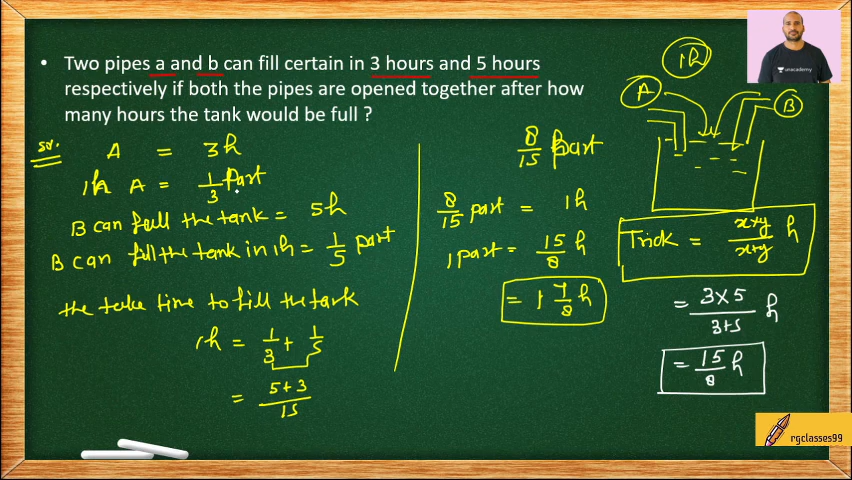 • Two pipes a and b can fill certain in 3 hours and 5 hours
respectively if both the pipes are opened together after how
many hours the tank would be full ?
Sol.
A = 3h
1h A = 1/3 Part
B can fell the tank = 5h
B can fill the tank in 1h = 1/5 part
the take time to fill the tank
1h = 1/3 + 1/5
= 5+3/15
8/15 part
8/15 part = 1h
1 part = 15/8 h
= 1 7/8 h
1h
A
B
Trick = x+y/x+y h
= 3×5/3+5 h
= 15/8 h
unacademy
rgclasses99